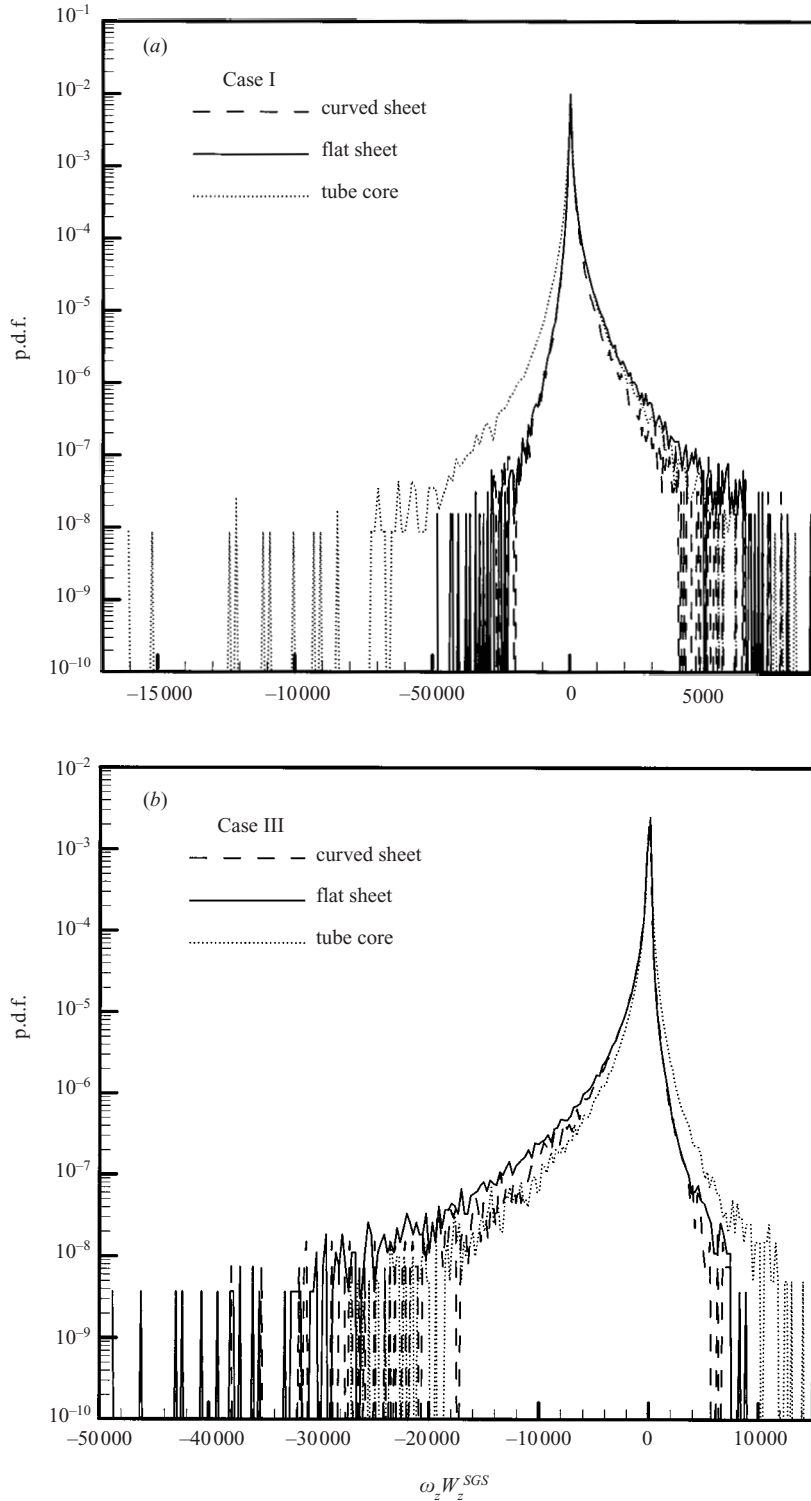 10–1
(a)
Case I
10–2
curved sheet
flat sheet
10–3
tube core
10–4
p.d.f.
10–5
10–6
10–7
10–8
10–9
10–10
–15000 –10000 –50000 0 5000
10–2
(b)
Case III
10–3
curved sheet
flat sheet
10–4
tube core
p.d.f.
10–5
10–6
10–7
10–8
10–9
10–10
–50000 –40000 –30000 –20000 –10000 0 10000
ωzWzSGS